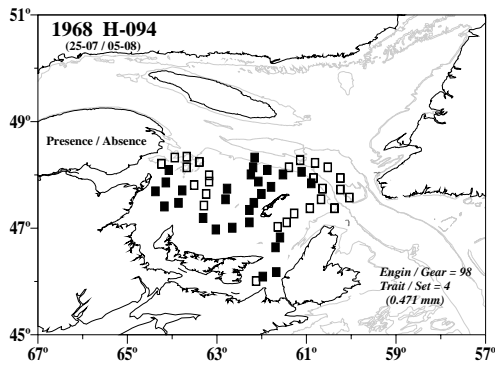 51°
1968 H-094
(25-07 / 05-08)
49°
Presence / Absence
47°
Engin / Gear = 98
Trait / Set = 4
(0.471 mm)
45°
67° 65° 63° 61° 59° 57°